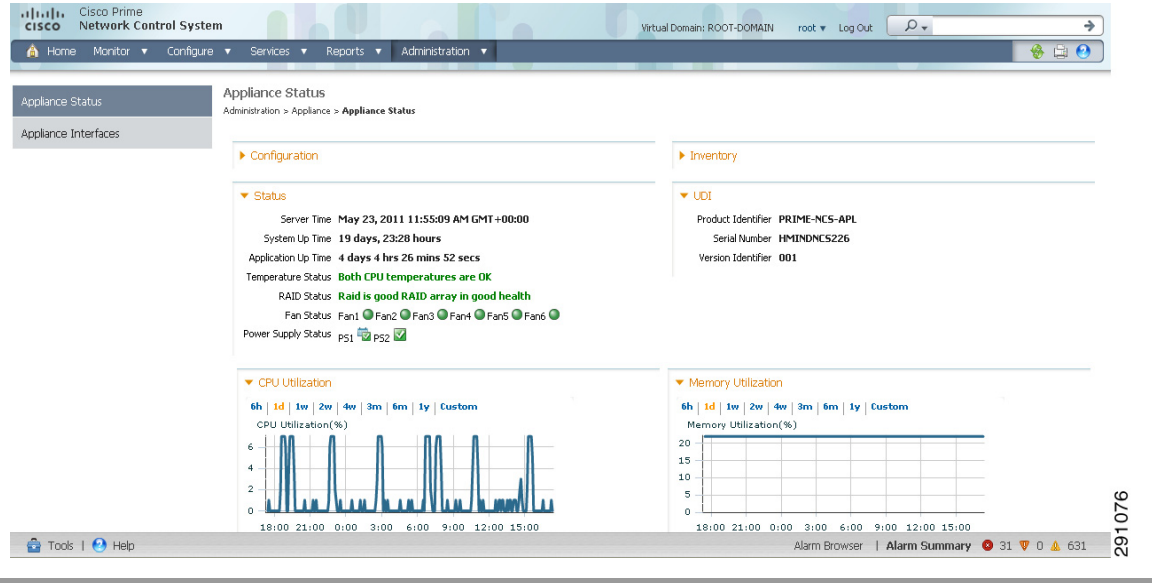 Cisco Prime
CISCO Network Control System
Virtual Domain: ROOT-DOMAIN root Log Out
Home Monitor Configure Services Reports Administration
Appliance Status
Appliance Interfaces
Appliance Status
Administration > Appliance > Appliance Status
Configuration
Inventory
Status
Server Time May 23, 2011 11:55:09 AM GMT+00:00
System Up Time 19 days, 23:28 hours
Application Up Time 4 days 4 hrs 26 mins 52 secs
Temperature Status Both CPU temperatures are OK
RAID Status Raid is good RAID array in good health
Fan Status Fan1 Fan2 Fan3 Fan4 Fan5 Fan6
Power Supply Status PS1 PS2
UDI
Product Identifier PRIME-NCS-APL
Serial Number HMINDNCS226
Version Identifier 001
CPU Utilization
6h | 1d | 1w | 2w | 4w | 3m | 6m | 1y | Custom
CPU Utilization(%)
6
4
2
0
18:00 21:00 0:00 3:00 6:00 9:00 12:00 15:00
Memory Utilization
6h | 1d | 1w | 2w | 4w | 3m | 6m | 1y | Custom
Memory Utilization(%)
20
15
10
5
0
18:00 21:00 0:00 3:00 6:00 9:00 12:00 15:00
Tools | Help
Alarm Browser | Alarm Summary 31 0 631
291076